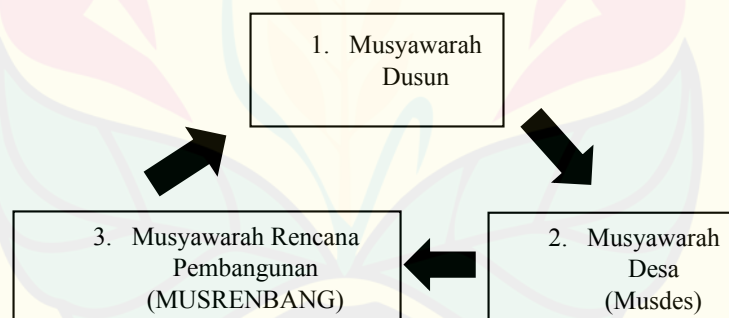 1. Musyawarah
Dusun
3. Musyawarah Rencana
Pembangunan
(MUSRENBANG)
2. Musyawarah
Desa
(Musdes)